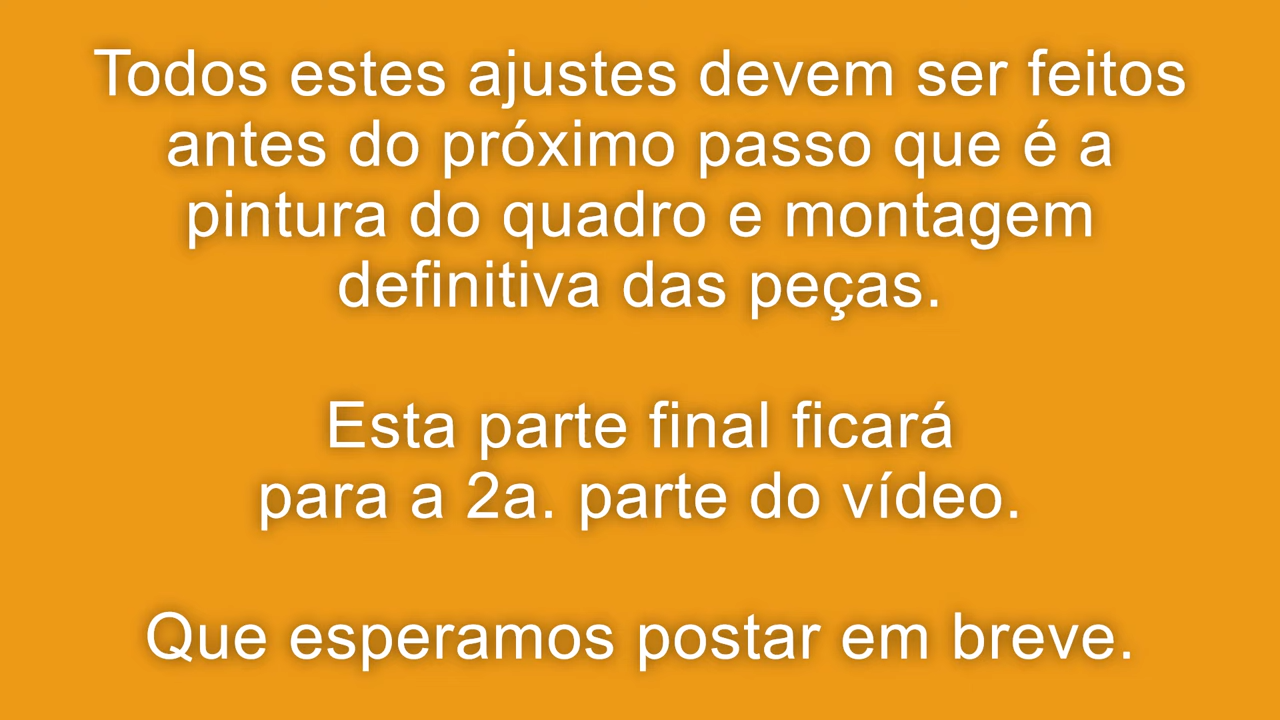 Todos estes ajustes devem ser feitos
antes do próximo passo que é a
pintura do quadro e montagem
definitiva das peças.
Esta parte final ficará
para a 2a. parte do vídeo.
Que esperamos postar em breve.